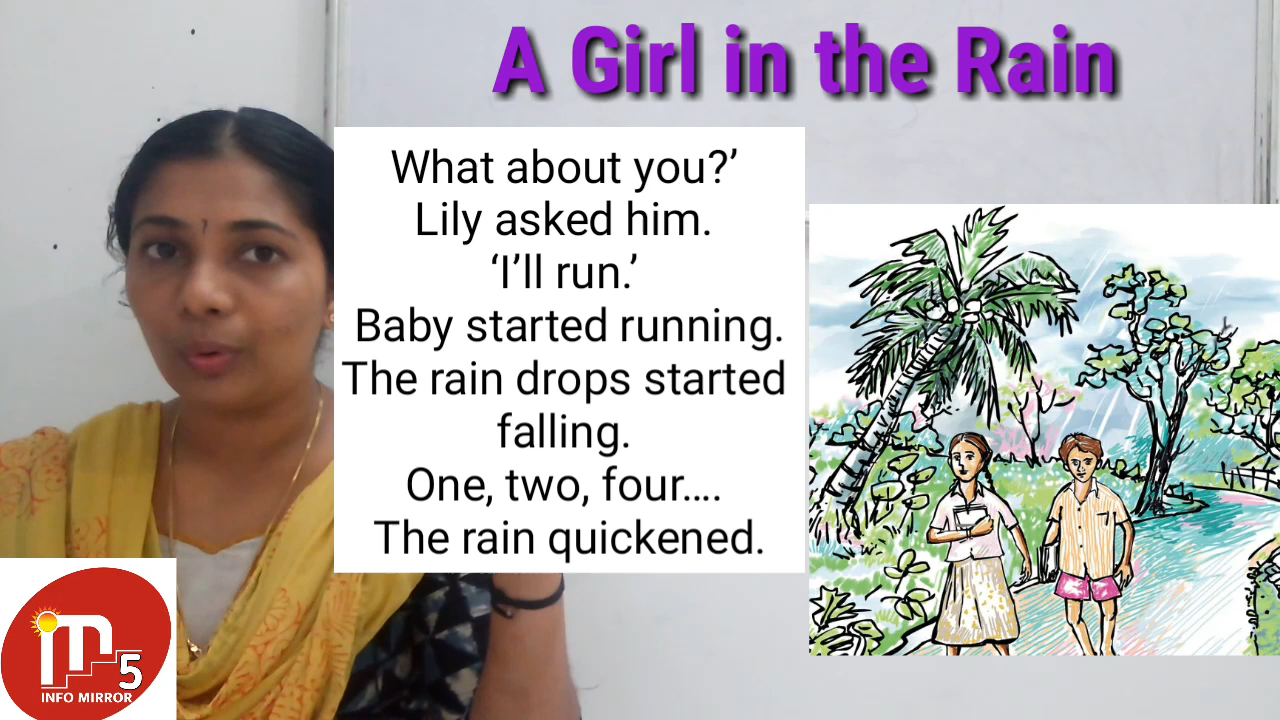 A Girl in the Rain
What about you?’
Lily asked him.
‘I’ll run.’
Baby started running.
The rain drops started
falling.
One, two, four....
The rain quickened.
5
INFO MIRROR